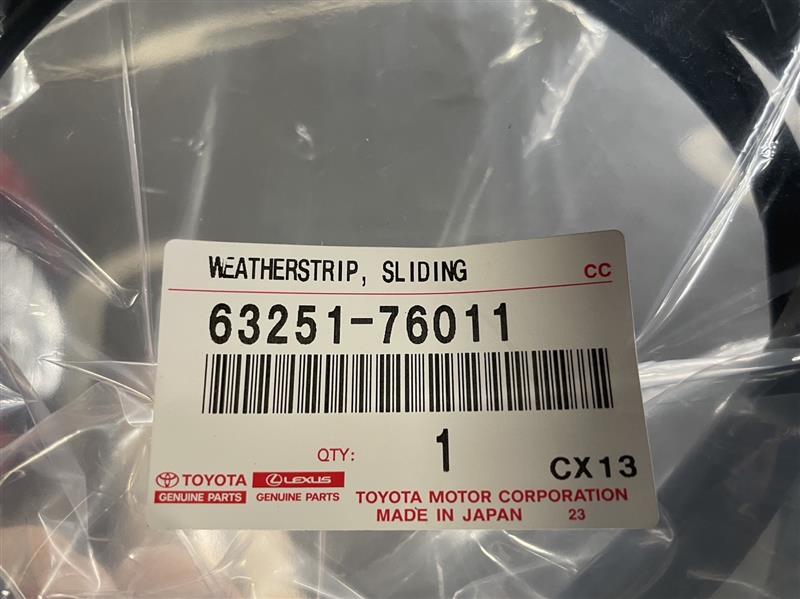 WEATHERSTRIP, SLIDING CC
63251-76011
QTY: 1 CX13
TOYOTA LEXUS
GENUINE PARTS GENUINE PARTS
TOYOTA MOTOR CORPORATION
MADE IN JAPAN 23